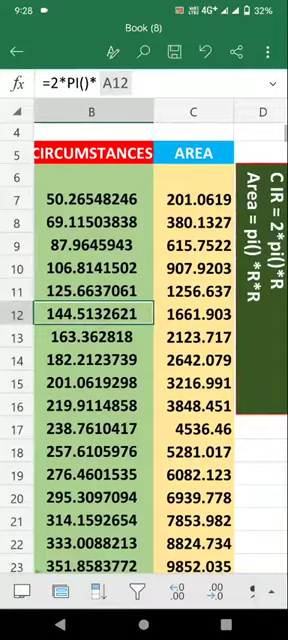 9:28
4G+
32%
Book (8)
fx =2*PI()* A12
B C D
4
5 CIRCUMSTANCES AREA
6
7 50.26548246 201.0619
8 69.11503838 380.1327
9 87.9645943 615.7522
10 106.8141502 907.9203
11 125.6637061 1256.637
12 144.5132621 1661.903
13 163.362818 2123.717
14 182.2123739 2642.079
15 201.0619298 3216.991
16 219.9114858 3848.451
17 238.7610417 4536.46
18 257.6105976 5281.017
19 276.4601535 6082.123
20 295.3097094 6939.778
21 314.1592654 7853.982
22 333.0088213 8824.734
23 351.8583772 9852.035
C IR = 2*pi()*R
Area = pi() *R*R
←0 .00
.00 →0